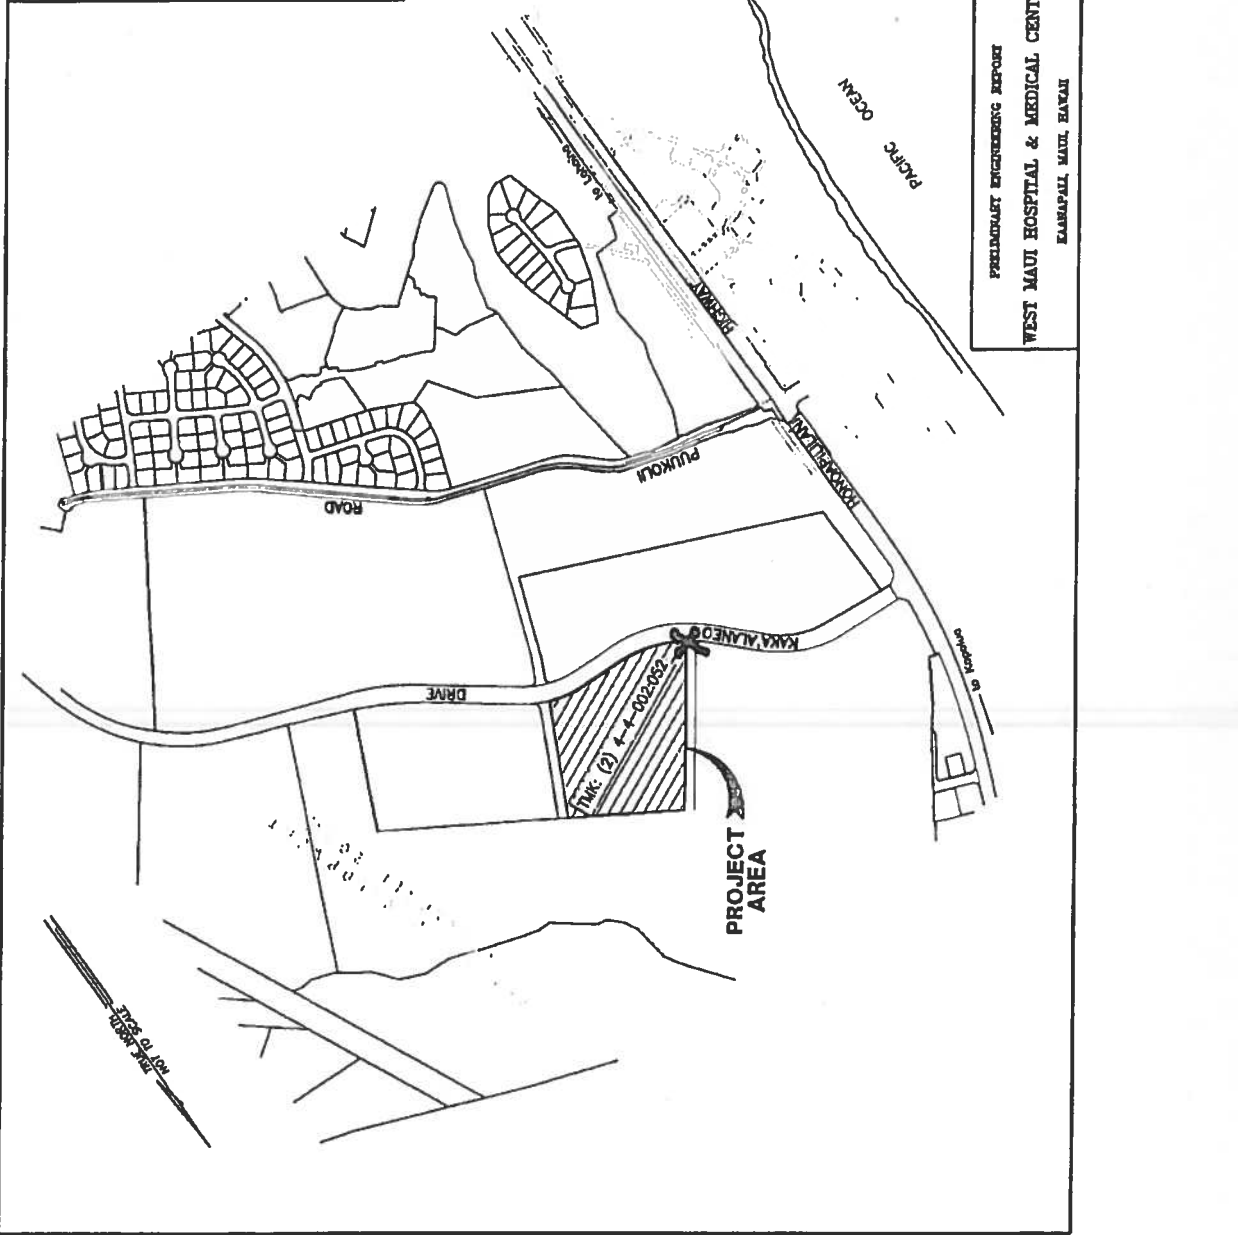 PRELIMINARY ENGINEERING REPORT
WEST MAUI HOSPITAL & MEDICAL CENT
KAANAPALI, MAUI, HAWAII
PACIFIC OCEAN
to Lahaina
HONOAPIILANI HIGHWAY
to Kapalua
PUUKOLII ROAD
KAKA'ALANEO DRIVE
TMK: (2) 4-4-002:052
PROJECT
AREA
TRUE NORTH
NOT TO SCALE